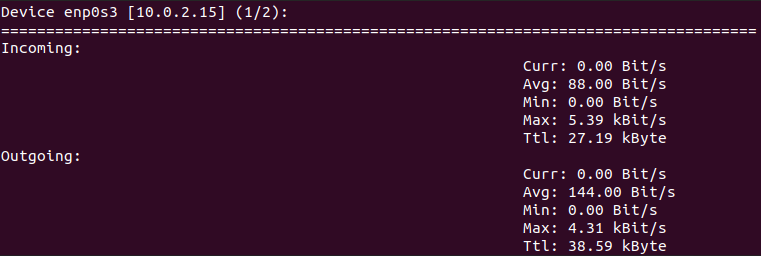 Device enp0s3 [10.0.2.15] (1/2):
====================================================================================
Incoming:
Curr: 0.00 Bit/s
Avg: 88.00 Bit/s
Min: 0.00 Bit/s
Max: 5.39 kBit/s
Ttl: 27.19 kByte
Outgoing:
Curr: 0.00 Bit/s
Avg: 144.00 Bit/s
Min: 0.00 Bit/s
Max: 4.31 kBit/s
Ttl: 38.59 kByte